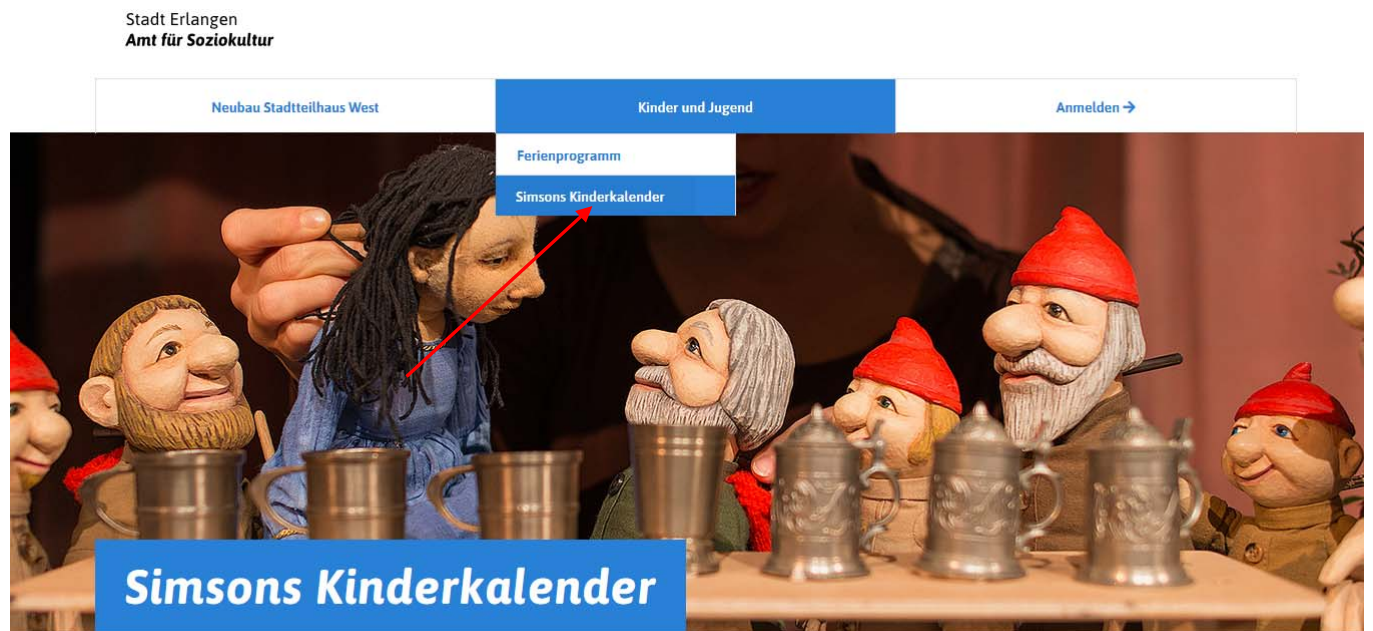 Stadt Erlangen
Amt für Soziokultur
Neubau Stadtteilhaus West
Kinder und Jugend
Anmelden →
Ferienprogramm
Simsons Kinderkalender
Simsons Kinderkalender